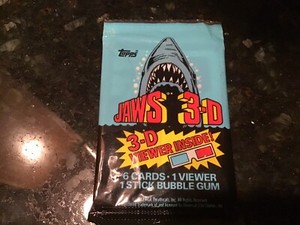 Topps
JAWS 3-D
3-D
VIEWER INSIDE
6 CARDS • 1 VIEWER
1 STICK BUBBLE GUM